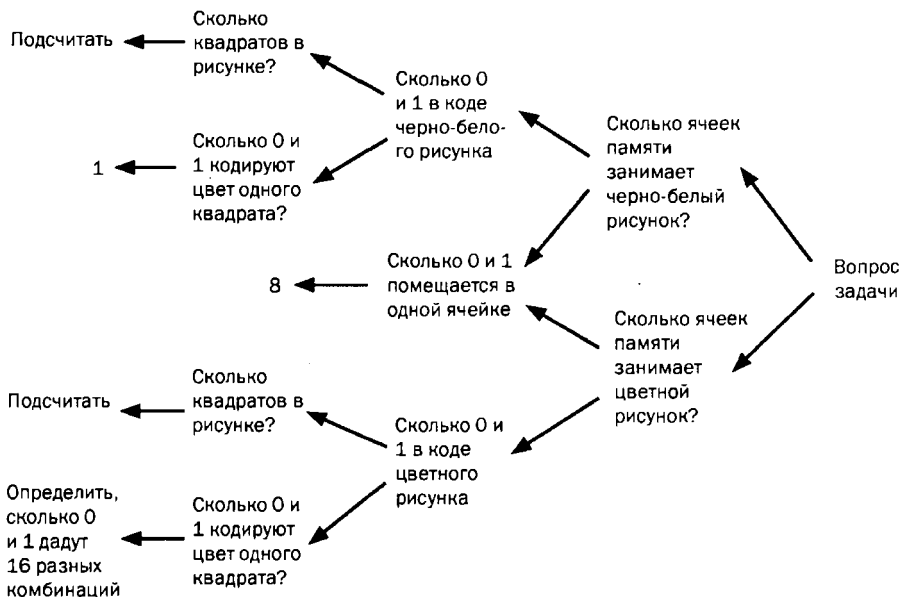 Подсчитать
Сколько
квадратов в
рисунке?
Сколько 0
и 1 в коде
черно-бело-
го рисунка
Сколько 0 и
1 кодируют
цвет одного
квадрата?
1
Сколько ячеек
памяти
занимает
черно-белый
рисунок?
Сколько 0 и 1
помещается в
одной ячейке
8
Вопрос
задачи
Сколько ячеек
памяти
занимает
цветной
рисунок?
Подсчитать
Сколько
квадратов в
рисунке?
Сколько 0 и
1 в коде
цветного
рисунка
Определить,
сколько 0
и 1 дадут
16 разных
комбинаций
Сколько 0 и
1 кодируют
цвет одного
квадрата?